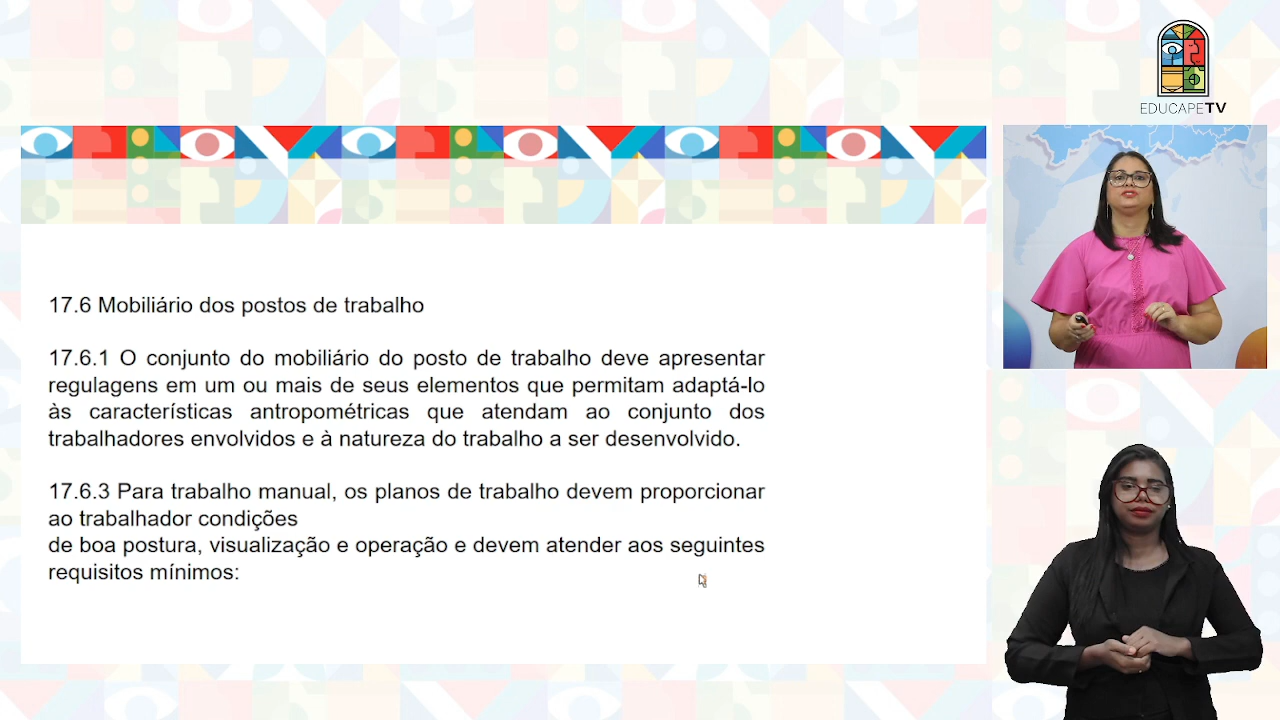 EDUCAPETV
17.6 Mobiliário dos postos de trabalho
17.6.1 O conjunto do mobiliário do posto de trabalho deve apresentar
regulagens em um ou mais de seus elementos que permitam adaptá-lo
às características antropométricas que atendam ao conjunto dos
trabalhadores envolvidos e à natureza do trabalho a ser desenvolvido.
17.6.3 Para trabalho manual, os planos de trabalho devem proporcionar
ao trabalhador condições
de boa postura, visualização e operação e devem atender aos seguintes
requisitos mínimos: